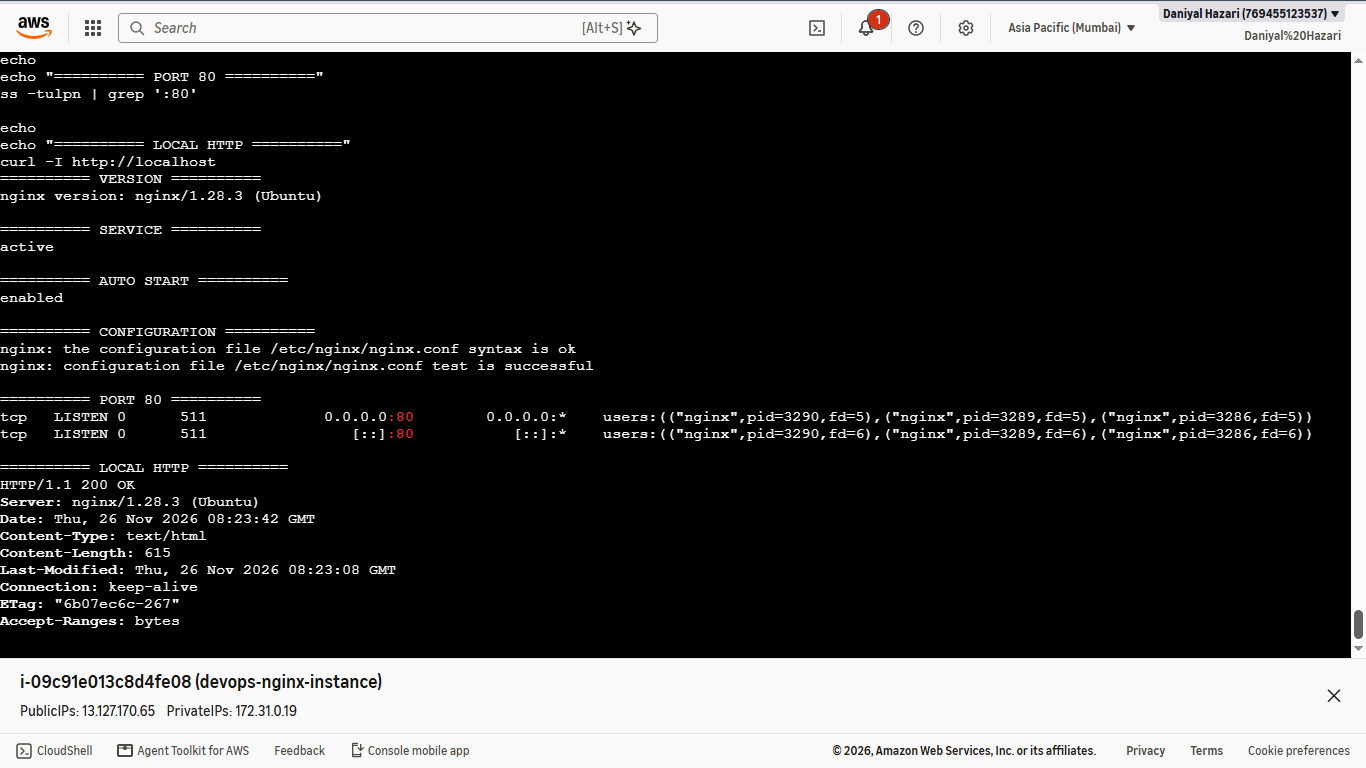 aws
Search [Alt+S]
1
Asia Pacific (Mumbai)
Daniyal Hazari (769455123537)
Daniyal%20Hazari
echo
echo "========== PORT 80 =========="
ss -tulpn | grep ':80'
echo
echo "========== LOCAL HTTP =========="
curl -I http://localhost
========== VERSION ==========
nginx version: nginx/1.28.3 (Ubuntu)
========== SERVICE ==========
active
========== AUTO START ==========
enabled
========== CONFIGURATION ==========
nginx: the configuration file /etc/nginx/nginx.conf syntax is ok
nginx: configuration file /etc/nginx/nginx.conf test is successful
========== PORT 80 ==========
tcp LISTEN 0 511 0.0.0.0:80 0.0.0.0:* users:(("nginx",pid=3290,fd=5),("nginx",pid=3289,fd=5),("nginx",pid=3286,fd=5))
tcp LISTEN 0 511 [::]:80 [::]:* users:(("nginx",pid=3290,fd=6),("nginx",pid=3289,fd=6),("nginx",pid=3286,fd=6))
========== LOCAL HTTP ==========
HTTP/1.1 200 OK
Server: nginx/1.28.3 (Ubuntu)
Date: Thu, 26 Nov 2026 08:23:42 GMT
Content-Type: text/html
Content-Length: 615
Last-Modified: Thu, 26 Nov 2026 08:23:08 GMT
Connection: keep-alive
ETag: "6b07ec6c-267"
Accept-Ranges: bytes
i-09c91e013c8d4fe08 (devops-nginx-instance)
PublicIPs: 13.127.170.65 PrivateIPs: 172.31.0.19
CloudShell Agent Toolkit for AWS Feedback Console mobile app © 2026, Amazon Web Services, Inc. or its affiliates. Privacy Terms Cookie preferences